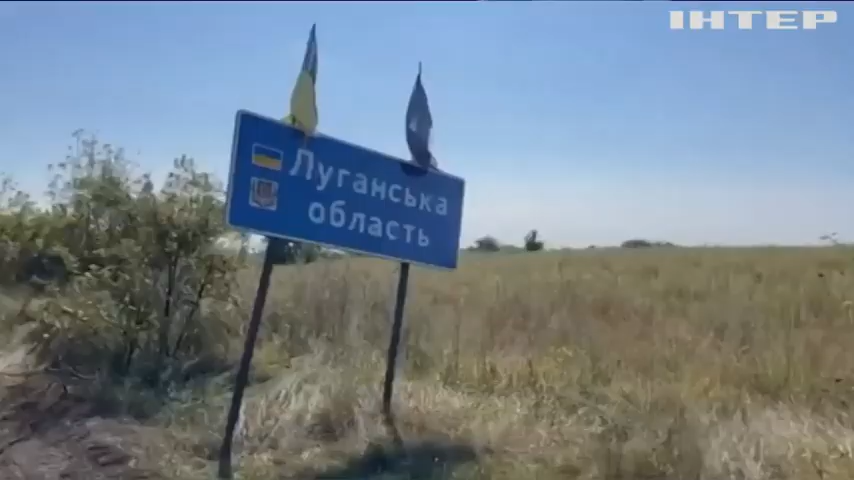 ІНТЕР
Луганська
область